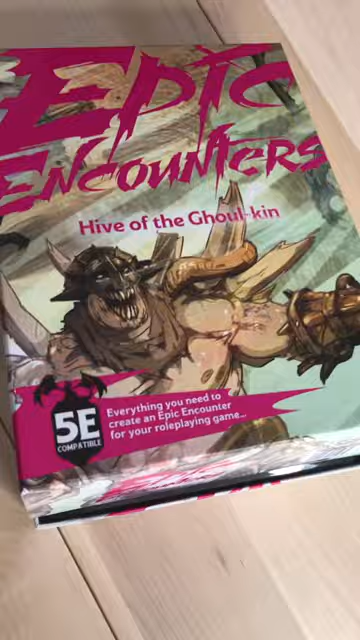 Epic
Encounters
Hive of the Ghoul-kin
5E
COMPATIBLE
Everything you need to
create an Epic Encounter
for your roleplaying game...